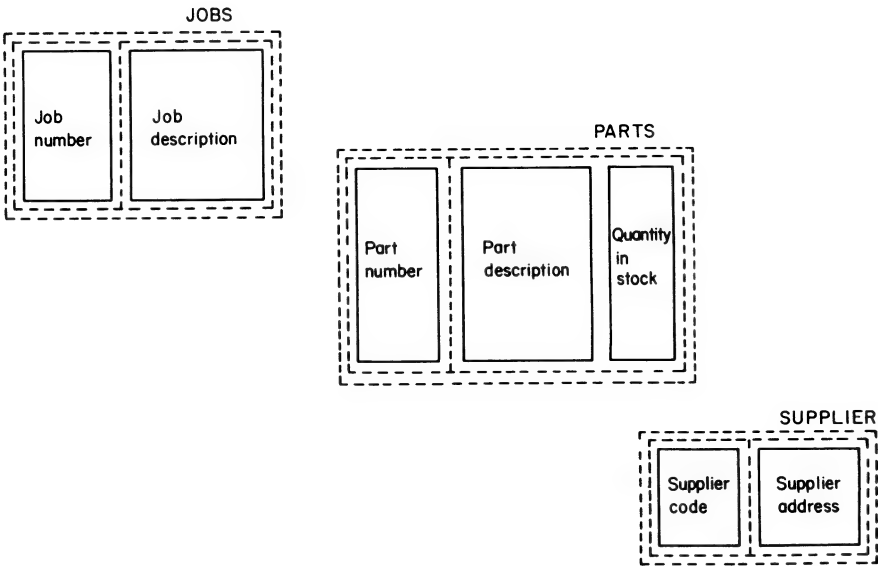 JOBS
Job
number
Job
description
PARTS
Part
number
Part
description
Quantity
in
stock
SUPPLIER
Supplier
code
Supplier
address